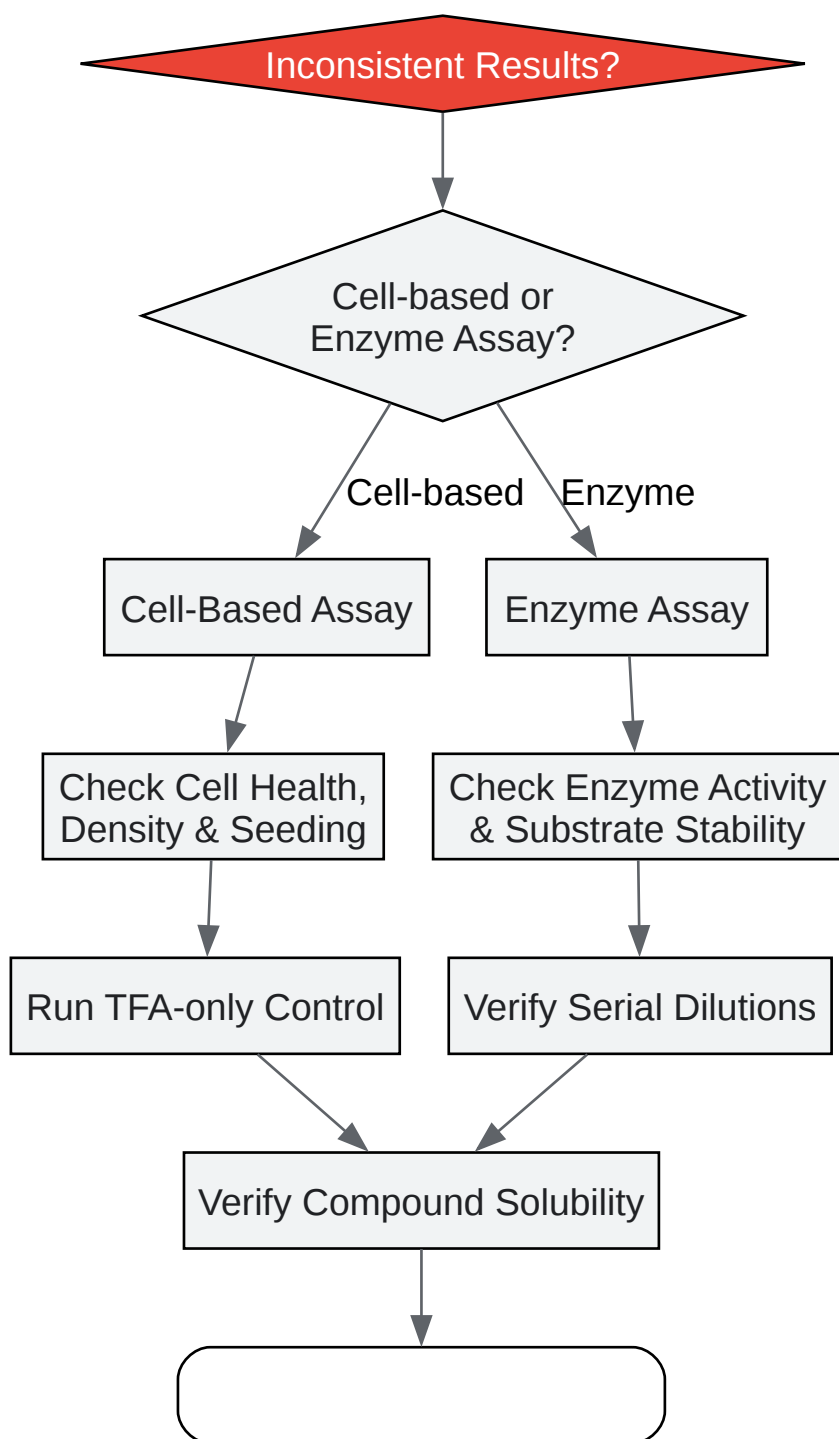 Inconsistent Results?
Cell-based or
Enzyme Assay?
Cell-based
Enzyme
Cell-Based Assay
Enzyme Assay
Check Cell Health,
Density & Seeding
Check Enzyme Activity
& Substrate Stability
Run TFA-only Control
Verify Serial Dilutions
Verify Compound Solubility